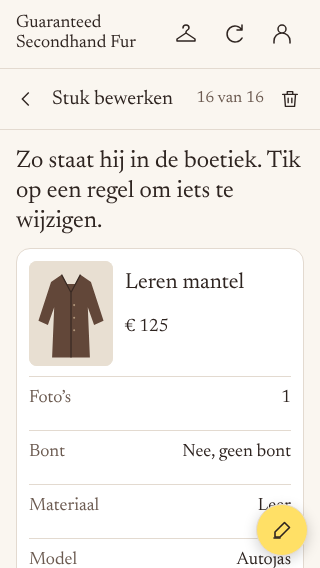 Guaranteed
Secondhand Fur
Stuk bewerken
16 van 16
Zo staat hij in de boetiek. Tik
op een regel om iets te
wijzigen.
Leren mantel
€ 125
Foto’s 1
Bont Nee, geen bont
Materiaal Leer
Model Autojas